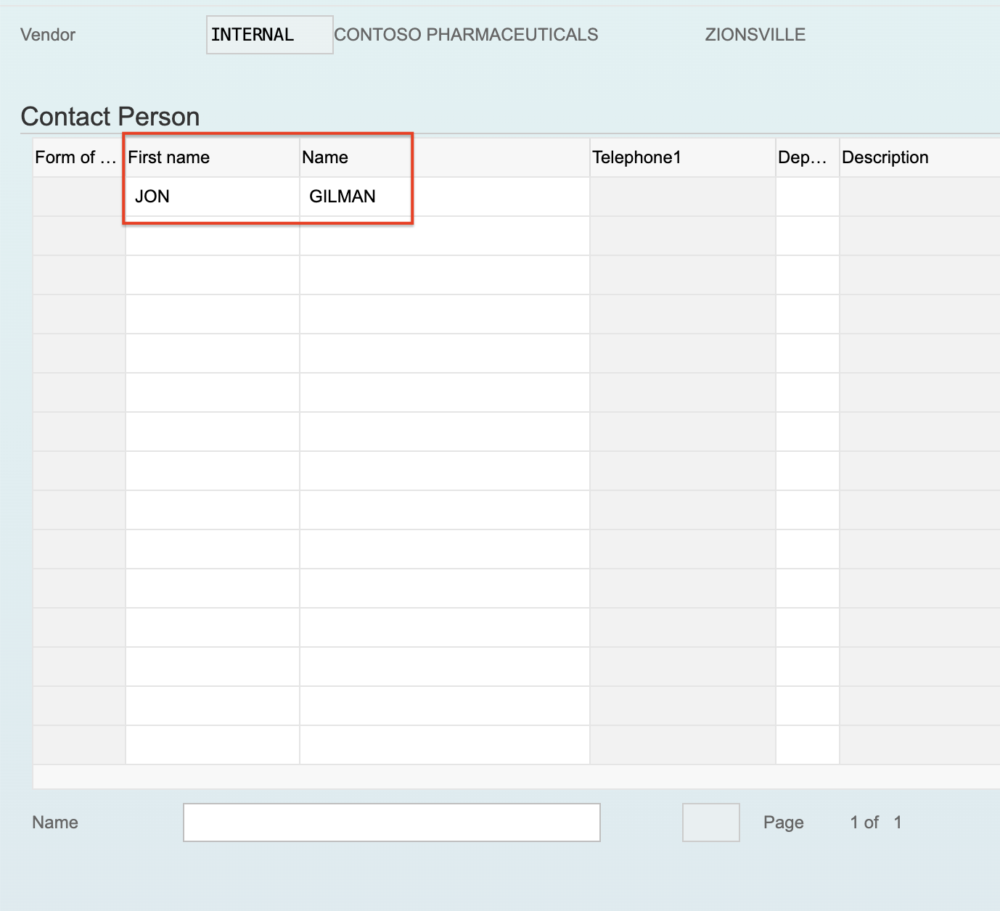 Vendor INTERNAL CONTOSO PHARMACEUTICALS ZIONSVILLE
Contact Person
Form of ... First name Name Telephone1 Dep... Description
JON GILMAN
Name Page 1 of 1